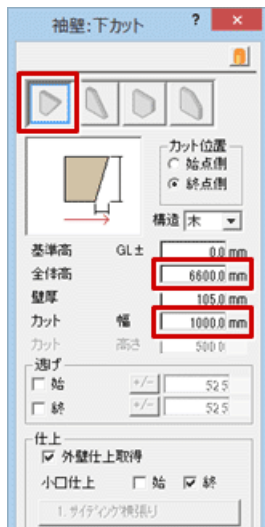 袖壁:下カット ? ×
カット位置
始点側
終点側
構造 木
基準高 GL± 0.0 mm
全体高 6600.0 mm
壁厚 105.0 mm
カット 幅 1000.0 mm
カット 高さ 500.0
逃げ
始 +/- 52.5
終 +/- 52.5
仕上
外壁仕上取得
小口仕上 始 終
1. サイディング横張り